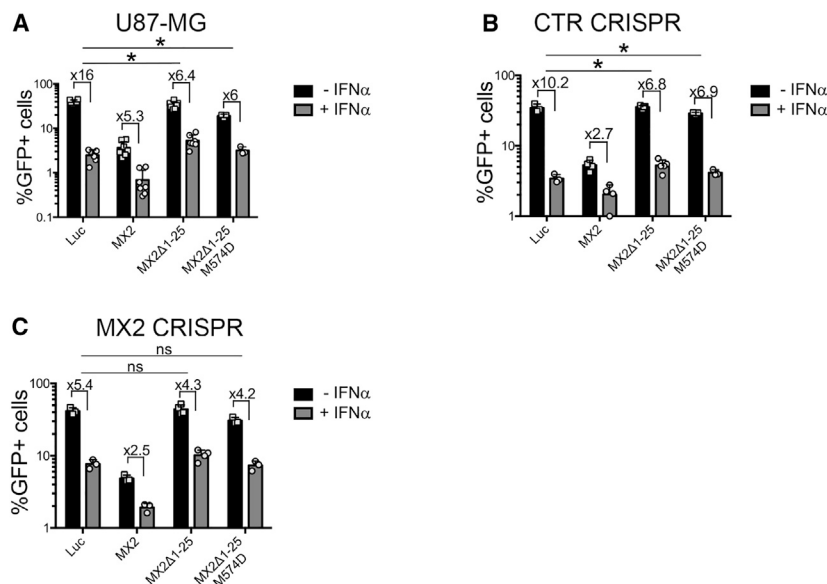 A
U87-MG
*
*
x16
x5.3
x6.4
x6
- IFNα
+ IFNα
%GFP+ cells
100
10
1
0.1
Luc
MX2
MX2Δ1-25
MX2Δ1-25
M574D
B
CTR CRISPR
*
*
x10.2
x2.7
x6.8
x6.9
- IFNα
+ IFNα
%GFP+ cells
100
10
1
Luc
MX2
MX2Δ1-25
MX2Δ1-25
M574D
C
MX2 CRISPR
ns
ns
x5.4
x2.5
x4.3
x4.2
- IFNα
+ IFNα
%GFP+ cells
100
10
1
Luc
MX2
MX2Δ1-25
MX2Δ1-25
M574D